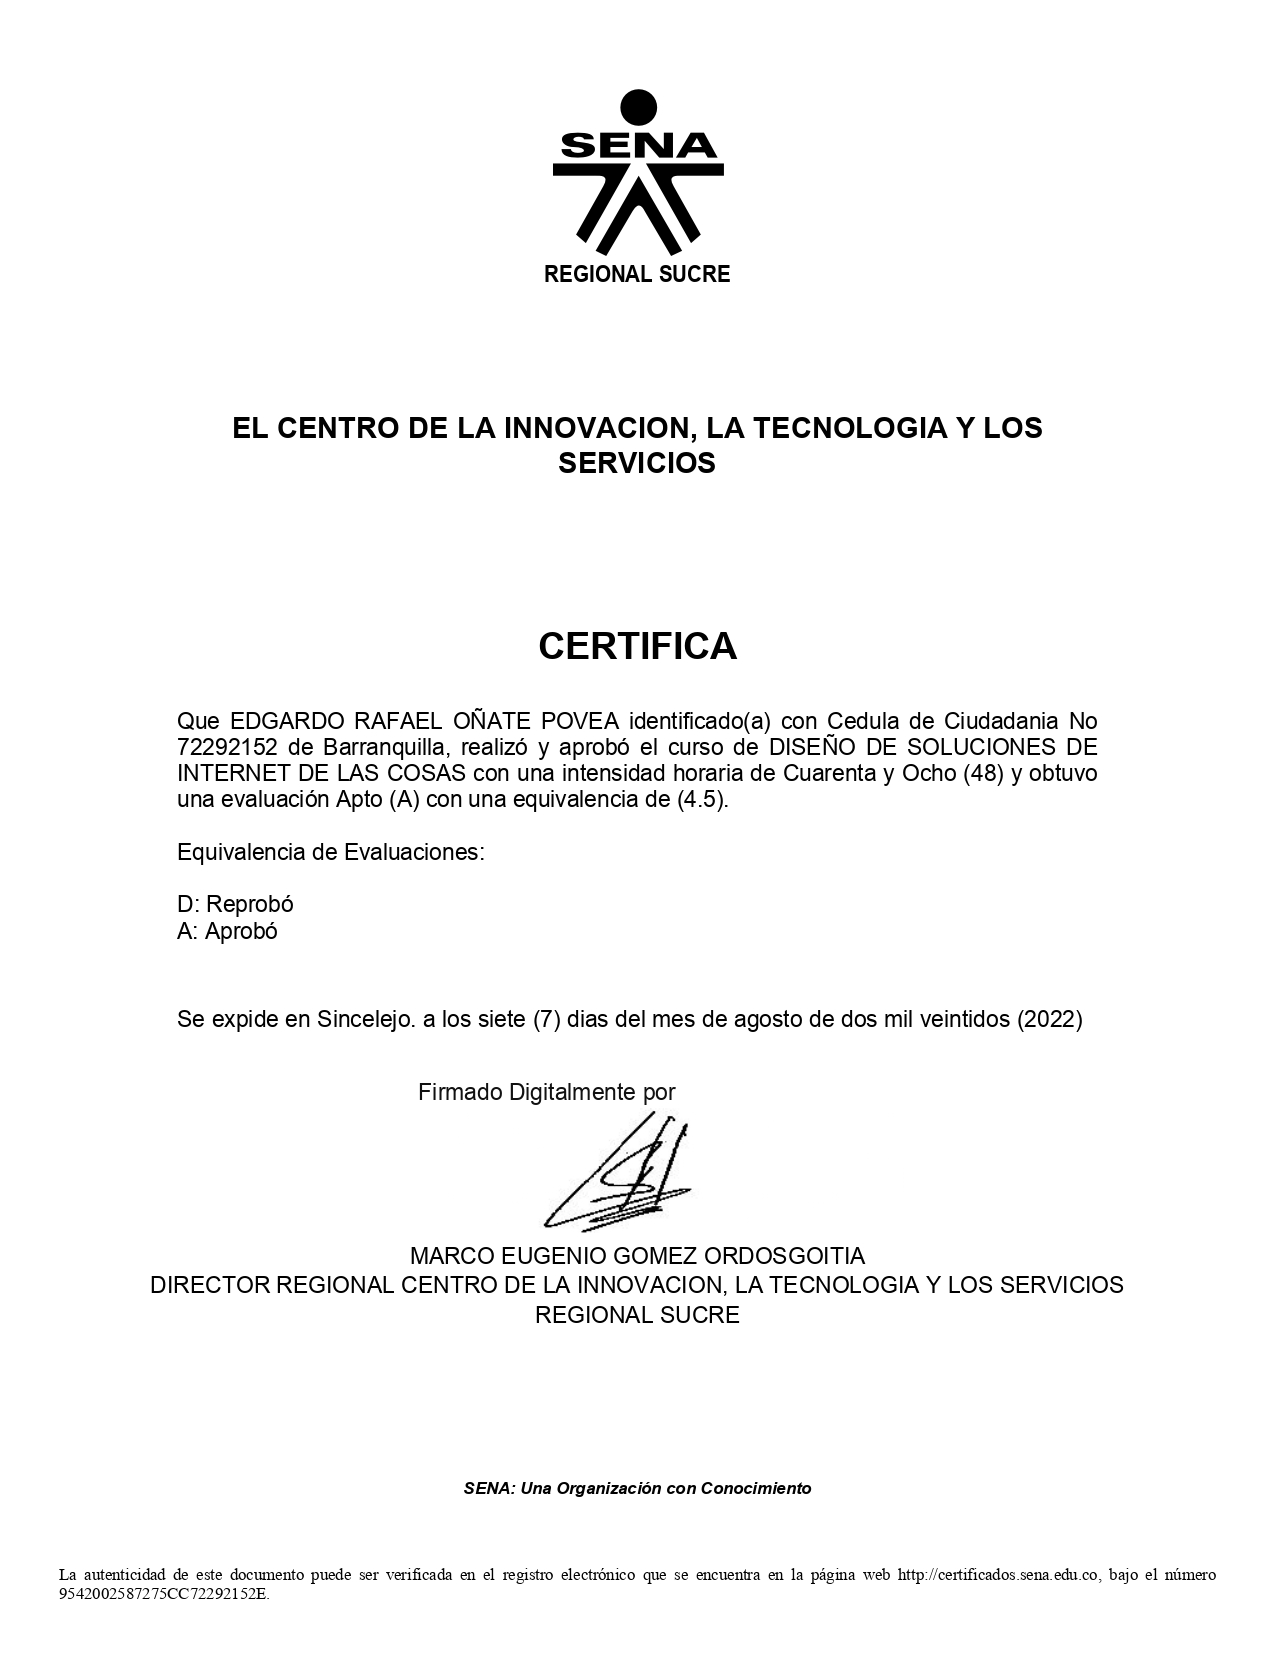 SENA
REGIONAL SUCRE
EL CENTRO DE LA INNOVACION, LA TECNOLOGIA Y LOS
SERVICIOS
CERTIFICA
Que EDGARDO RAFAEL OÑATE POVEA identificado(a) con Cedula de Ciudadania No
72292152 de Barranquilla, realizó y aprobó el curso de DISEÑO DE SOLUCIONES DE
INTERNET DE LAS COSAS con una intensidad horaria de Cuarenta y Ocho (48) y obtuvo
una evaluación Apto (A) con una equivalencia de (4.5).
Equivalencia de Evaluaciones:
D: Reprobó
A: Aprobó
Se expide en Sincelejo. a los siete (7) dias del mes de agosto de dos mil veintidos (2022)
Firmado Digitalmente por
MARCO EUGENIO GOMEZ ORDOSGOITIA
DIRECTOR REGIONAL CENTRO DE LA INNOVACION, LA TECNOLOGIA Y LOS SERVICIOS
REGIONAL SUCRE
SENA: Una Organización con Conocimiento
La autenticidad de este documento puede ser verificada en el registro electrónico que se encuentra en la página web http://certificados.sena.edu.co, bajo el número
9542002587275CC72292152E.